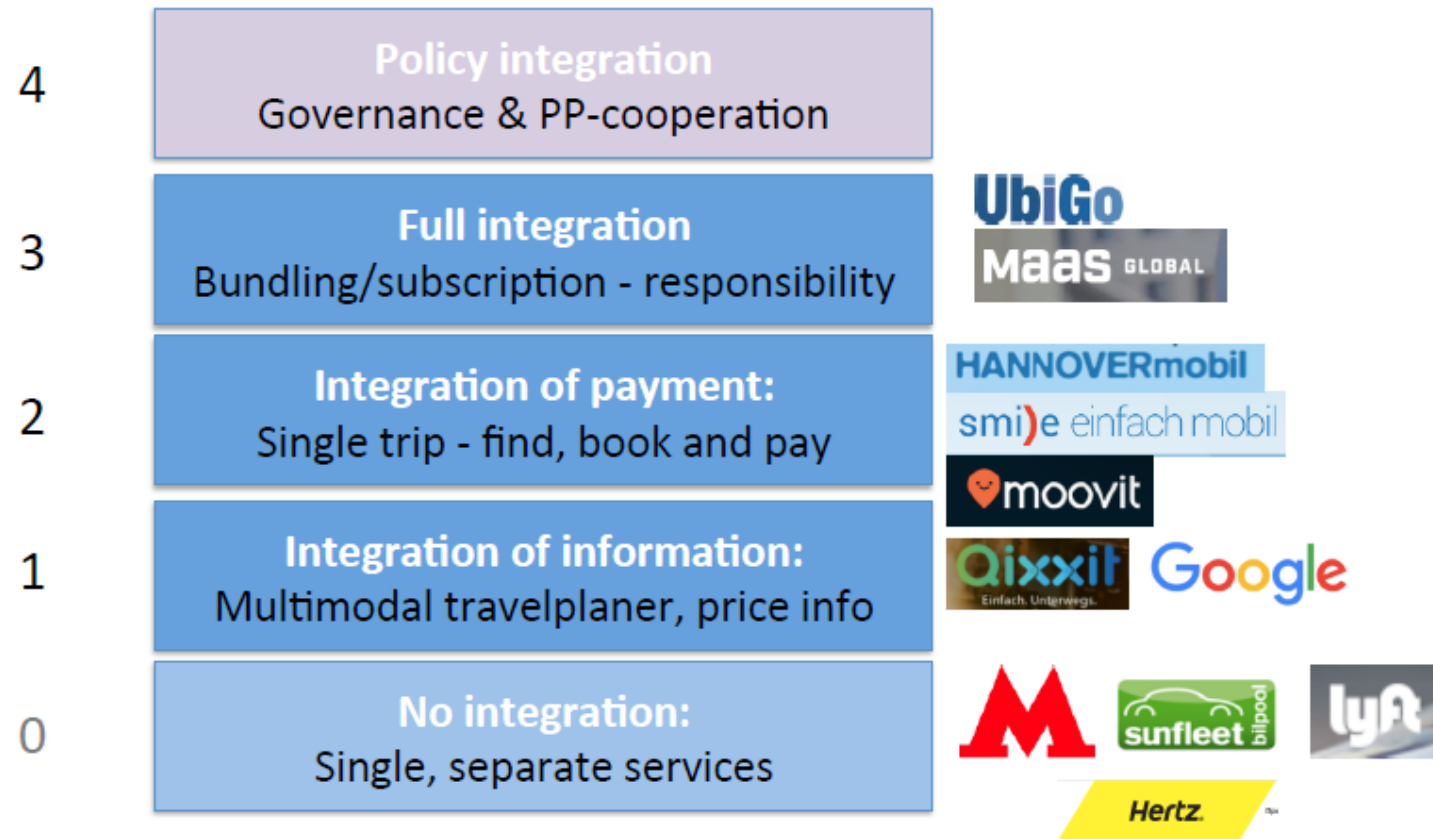 4
Policy integration
Governance & PP-cooperation
3
Full integration
Bundling/subscription - responsibility
UbiGo
MaaS GLOBAL
2
Integration of payment:
Single trip - find, book and pay
HANNOVERmobil
smi)e einfach mobil
moovit
1
Integration of information:
Multimodal travelplaner, price info
Qixxit
Einfach. Unterwegs.
Google
0
No integration:
Single, separate services
M
sunfleet
bilpool
lyft
Hertz.